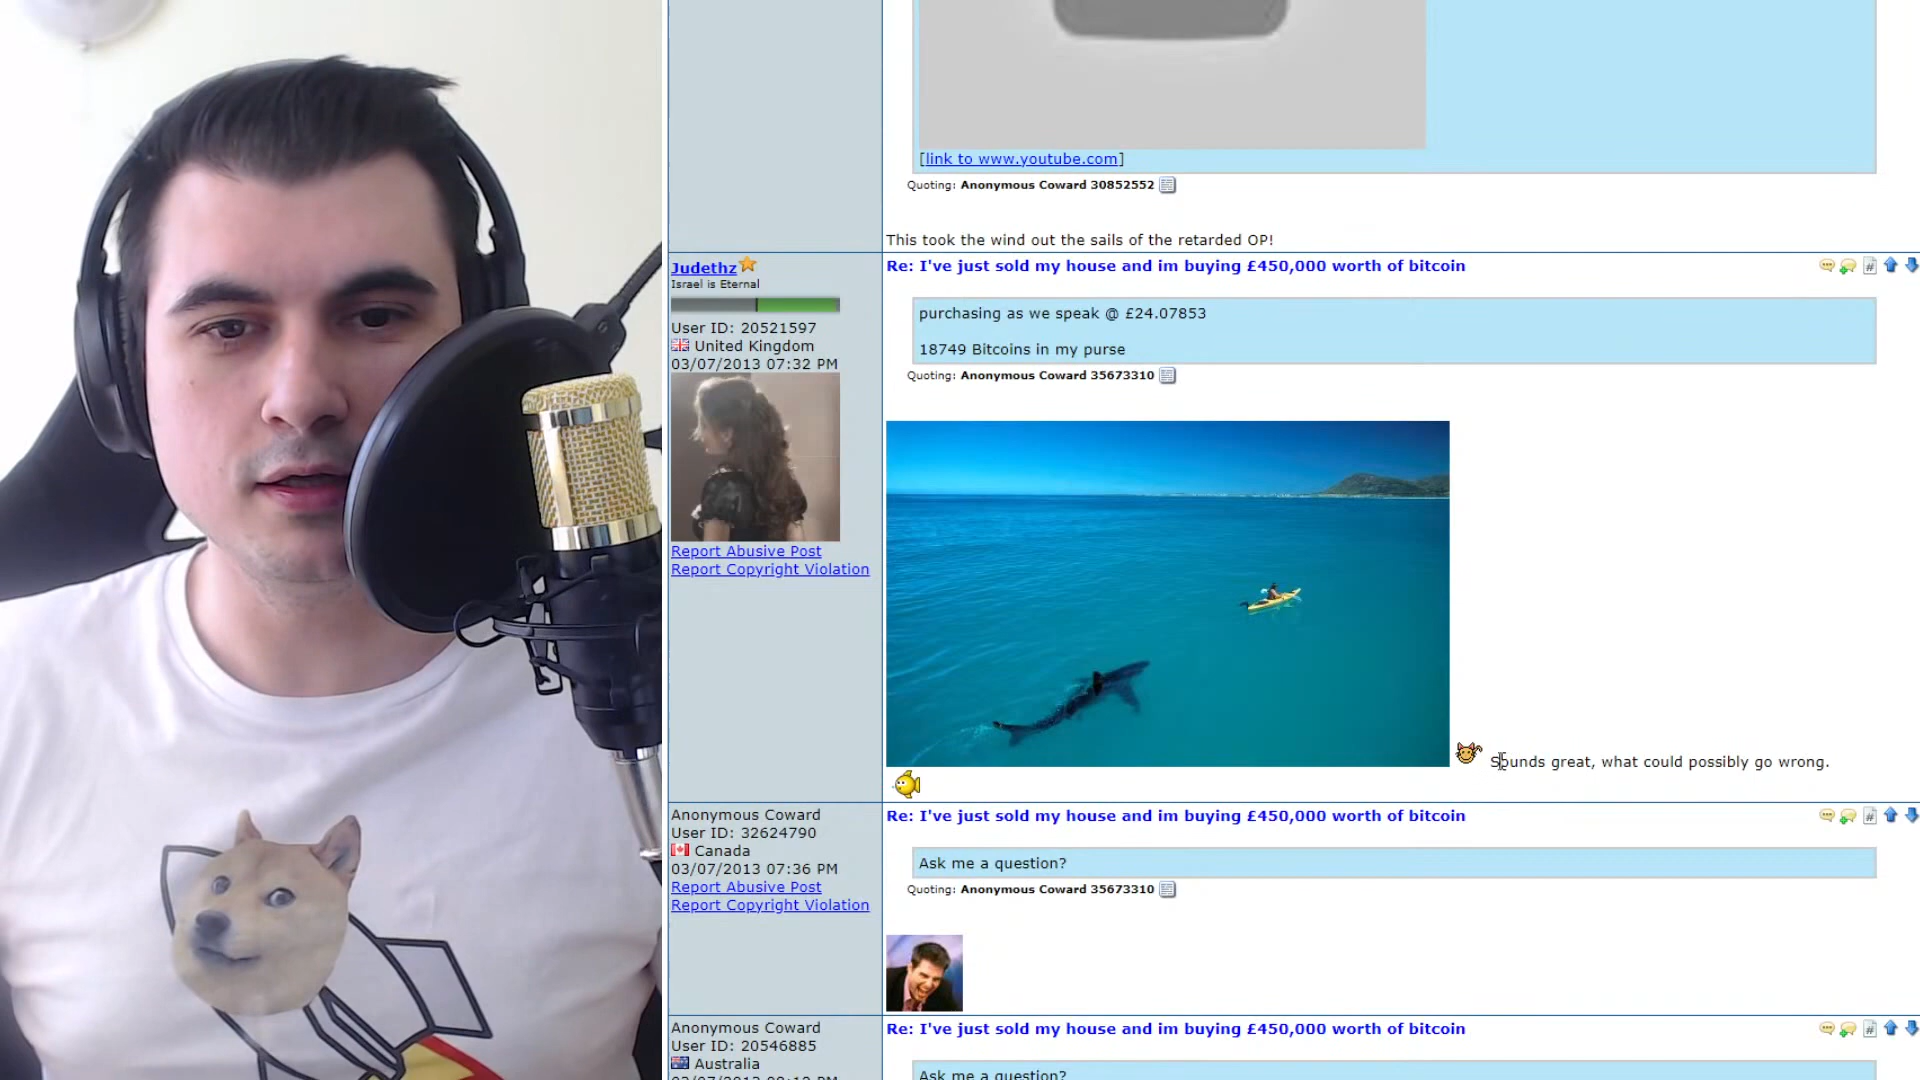 [link to www.youtube.com]
Quoting: Anonymous Coward 30852552
This took the wind out the sails of the retarded OP!
Judethz
Israel is Eternal
User ID: 20521597
United Kingdom
03/07/2013 07:32 PM
Report Abusive Post
Report Copyright Violation
Re: I've just sold my house and im buying £450,000 worth of bitcoin
purchasing as we speak @ £24.07853
18749 Bitcoins in my purse
Quoting: Anonymous Coward 35673310
Sounds great, what could possibly go wrong.
Anonymous Coward
User ID: 32624790
Canada
03/07/2013 07:36 PM
Report Abusive Post
Report Copyright Violation
Re: I've just sold my house and im buying £450,000 worth of bitcoin
Ask me a question?
Quoting: Anonymous Coward 35673310
Anonymous Coward
User ID: 20546885
Australia
03/07/2013 08:12 PM
Re: I've just sold my house and im buying £450,000 worth of bitcoin
Ask me a question?